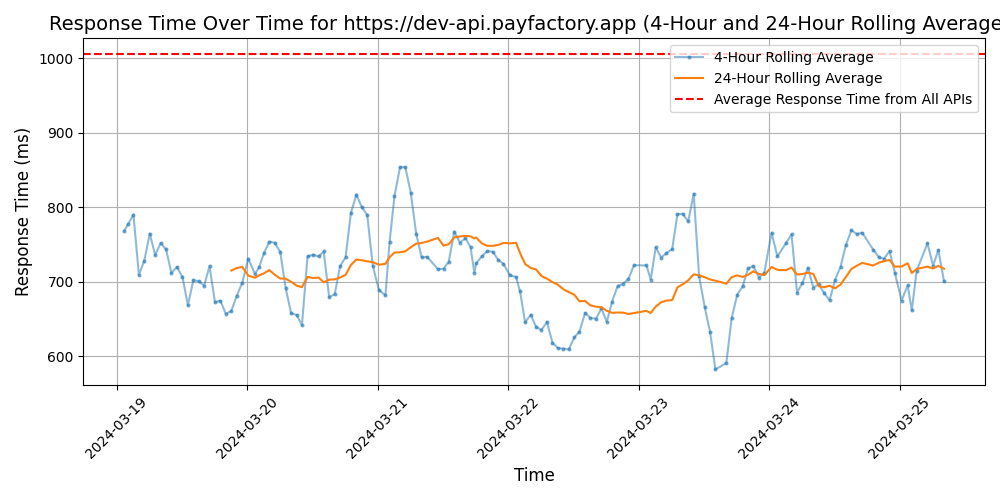 Response Time Over Time for https://dev-api.payfactory.app (4-Hour and 24-Hour Rolling Average
1000
900
800
700
600
Response Time (ms)
4-Hour Rolling Average
24-Hour Rolling Average
Average Response Time from All APIs
2024-03-19
2024-03-20
2024-03-21
2024-03-22
2024-03-23
2024-03-24
2024-03-25
Time